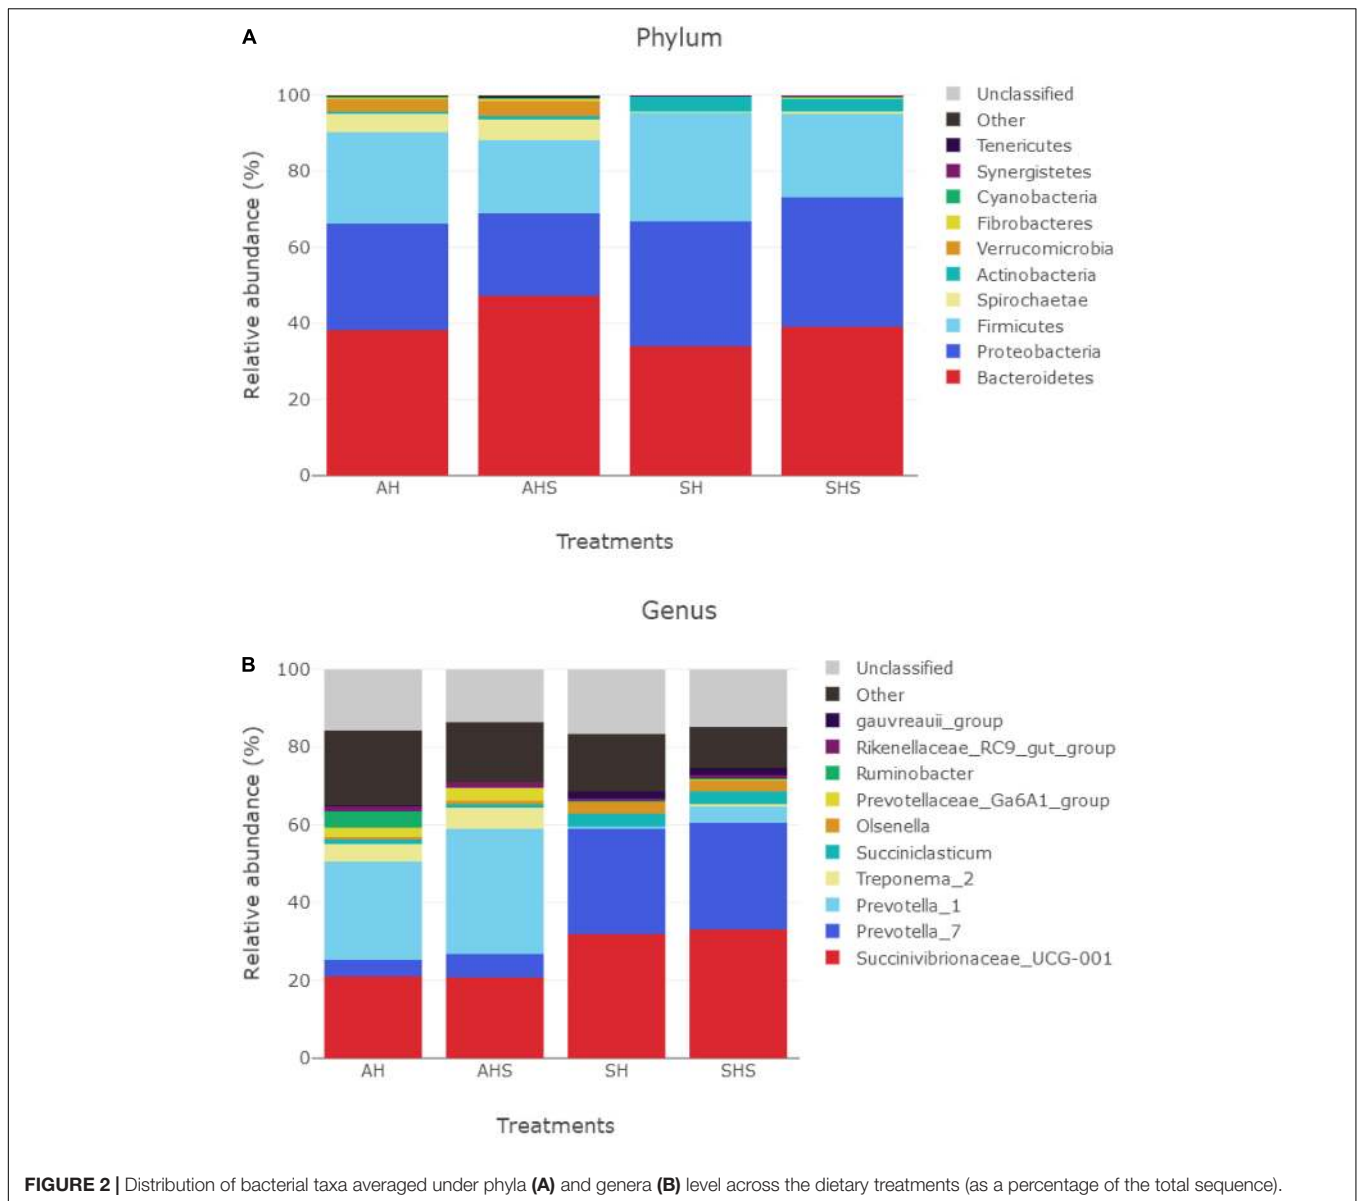 A
Phylum
Relative abundance (%)
100
80
60
40
20
0
AH AHS SH SHS
Treatments
Unclassified
Other
Tenericutes
Synergistetes
Cyanobacteria
Fibrobacteres
Verrucomicrobia
Actinobacteria
Spirochaetae
Firmicutes
Proteobacteria
Bacteroidetes
Genus
B
Relative abundance (%)
100
80
60
40
20
0
AH AHS SH SHS
Treatments
Unclassified
Other
gauvreauii_group
Rikenellaceae_RC9_gut_group
Ruminobacter
Prevotellaceae_Ga6A1_group
Olsenella
Succiniclasticum
Treponema_2
Prevotella_1
Prevotella_7
Succinivibrionaceae_UCG-001
FIGURE 2 | Distribution of bacterial taxa averaged under phyla (A) and genera (B) level across the dietary treatments (as a percentage of the total sequence).